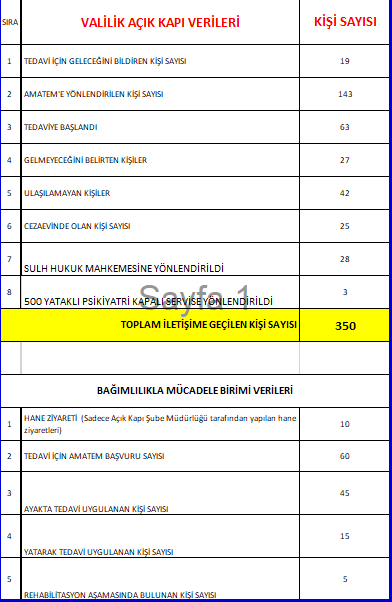 SIRA VALİLİK AÇIK KAPI VERİLERİ KİŞİ SAYISI
1 TEDAVİ İÇİN GELECEĞİNİ BİLDİREN KİŞİ SAYISI 19
2 AMATEM'E YÖNLENDİRİLEN KİŞİ SAYISI 143
3 TEDAVİYE BAŞLANDI 63
4 GELMEYECEĞİNİ BELİRTEN KİŞİLER 27
5 ULAŞILAMAYAN KİŞİLER 42
6 CEZAEVİNDE OLAN KİŞİ SAYISI 25
7 SULH HUKUK MAHKEMESİNE YÖNLENDİRİLDİ 28
8 500 YATAKLI PSİKİYATRİ KAPALI SERVİSE YÖNLENDİRİLDİ 3
Sayfa 1
TOPLAM İLETİŞİME GEÇİLEN KİŞİ SAYISI 350
BAĞIMLILIKLA MÜCADELE BİRİMİ VERİLERİ
1 HANE ZİYARETİ (Sadece Açık Kapı Şube Müdürlüğü tarafından yapılan hane
ziyaretleri) 10
2 TEDAVİ İÇİN AMATEM BAŞVURU SAYISI 60
3 AYAKTA TEDAVİ UYGULANAN KİŞİ SAYISI 45
4 YATARAK TEDAVİ UYGULANAN KİŞİ SAYISI 15
5 REHABİLİTASYON AŞAMASINDA BULUNAN KİŞİ SAYISI 5